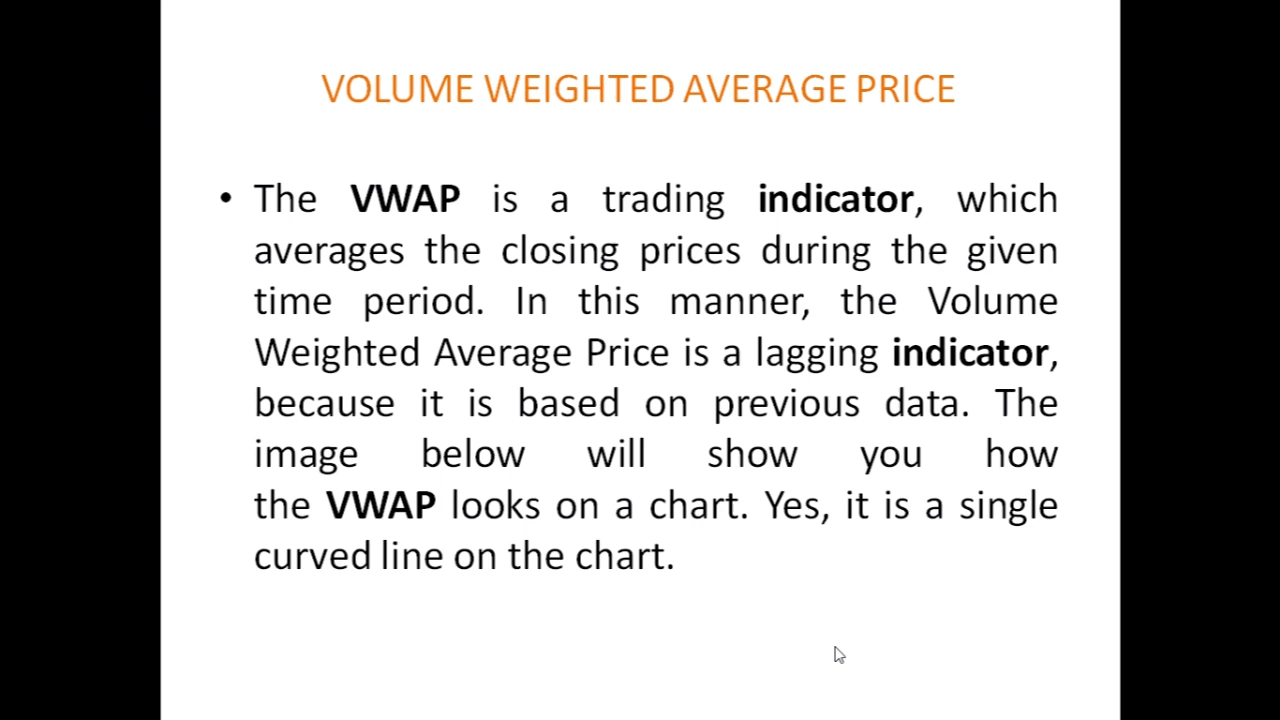 VOLUME WEIGHTED AVERAGE PRICE
• The VWAP is a trading indicator, which
averages the closing prices during the given
time period. In this manner, the Volume
Weighted Average Price is a lagging indicator,
because it is based on previous data. The
image below will show you how
the VWAP looks on a chart. Yes, it is a single
curved line on the chart.